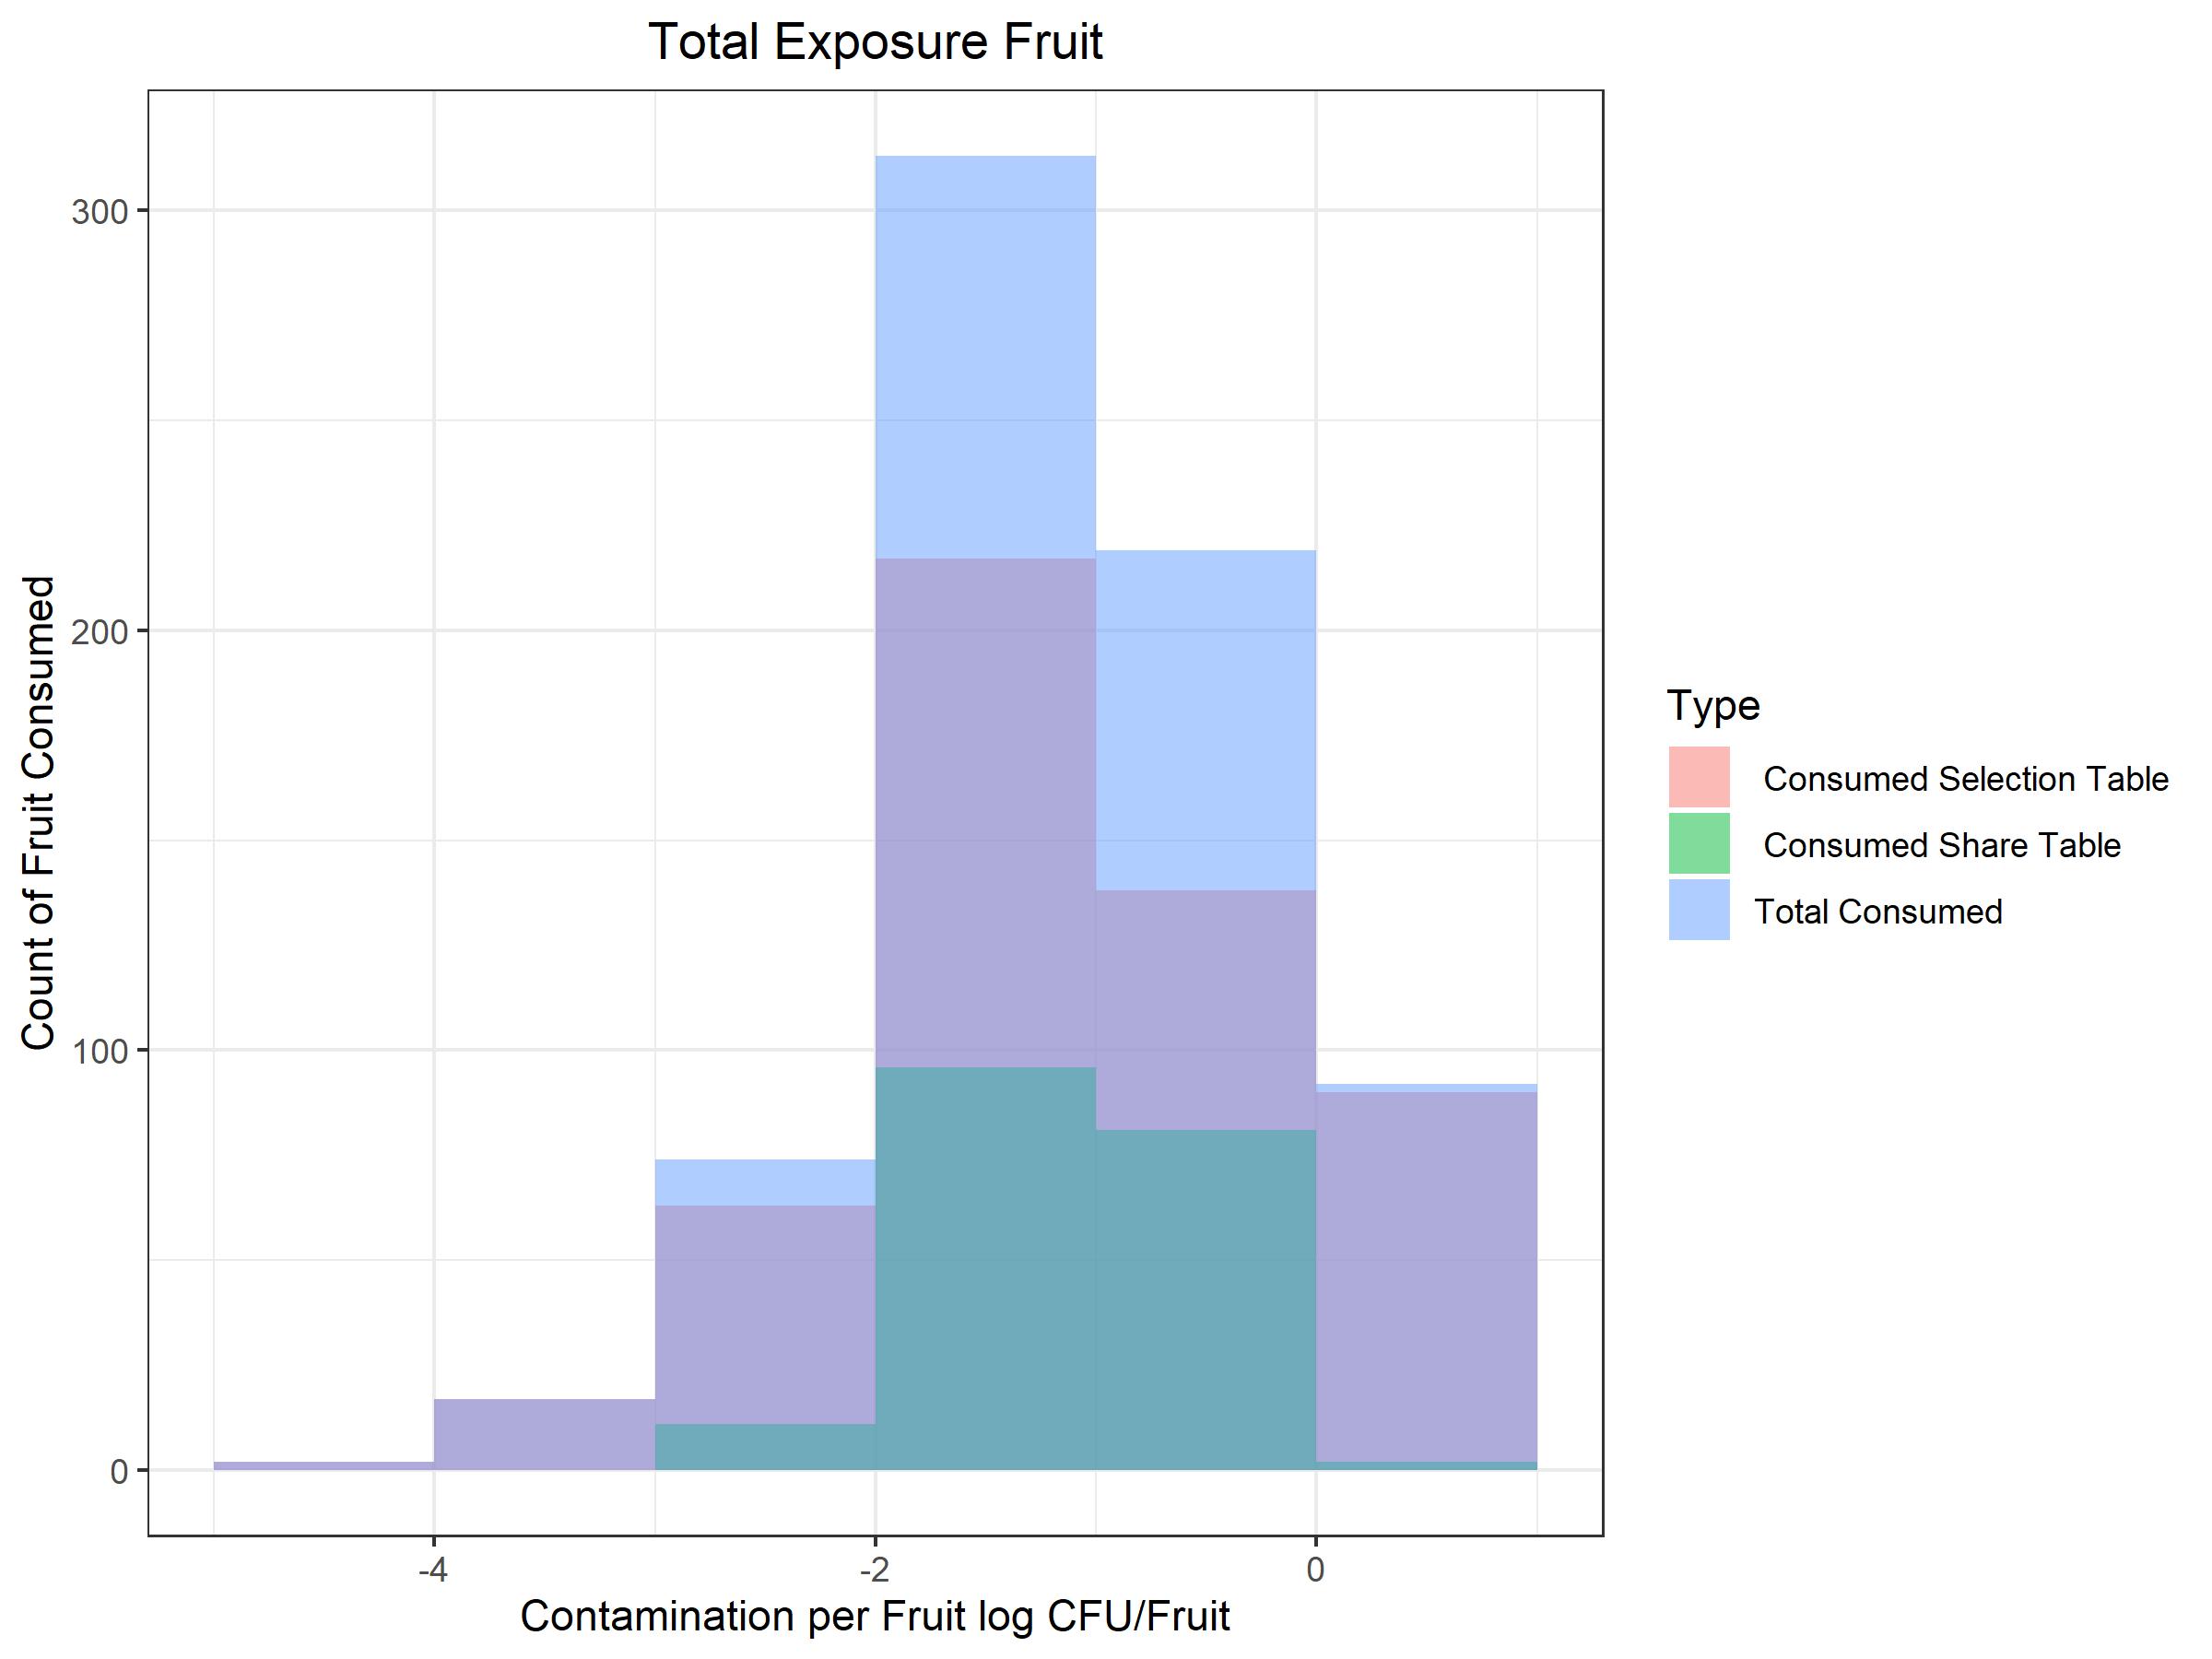 Total Exposure Fruit
Count of Fruit Consumed
300
200
100
0
-4
-2
0
Contamination per Fruit log CFU/Fruit
Type
Consumed Selection Table
Consumed Share Table
Total Consumed